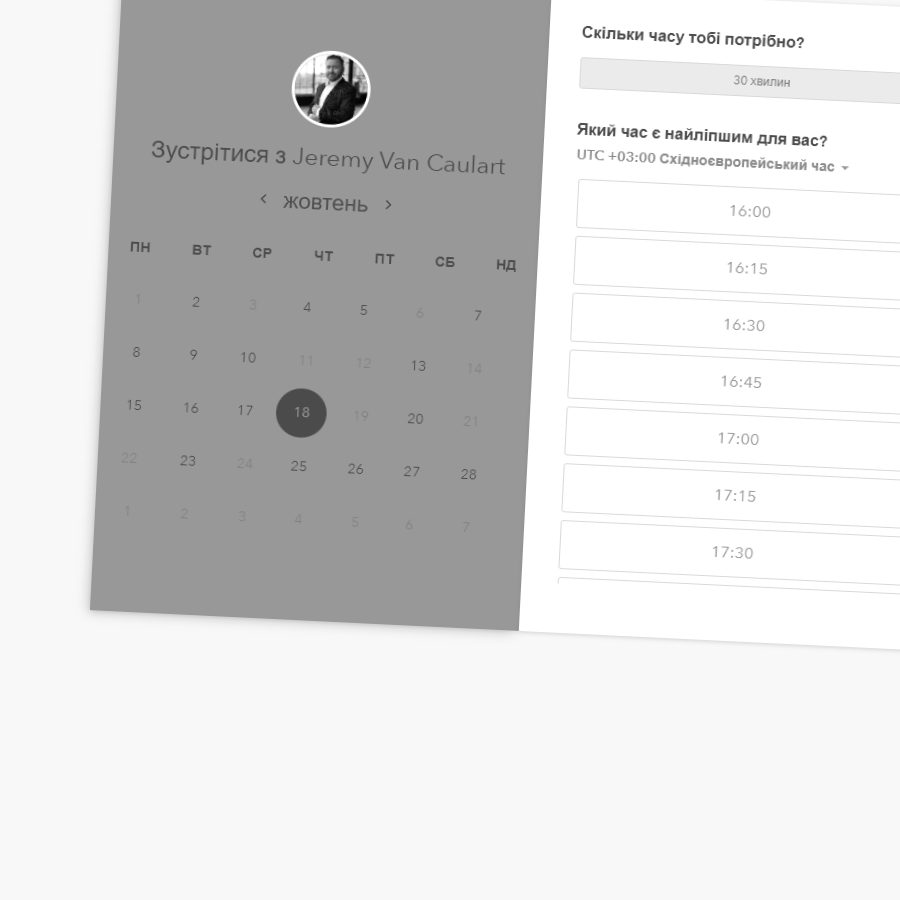 Зустрітися з Jeremy Van Caulart
‹ жовтень ›
ПН ВТ СР ЧТ ПТ СБ НД
1 2 3 4 5 6 7
8 9 10 11 12 13 14
15 16 17 18 19 20 21
22 23 24 25 26 27 28
1 2 3 4 5 6 7
Скільки часу тобі потрібно?
30 хвилин
Який час є найліпшим для вас?
UTC +03:00 Східноєвропейський час
16:00
16:15
16:30
16:45
17:00
17:15
17:30